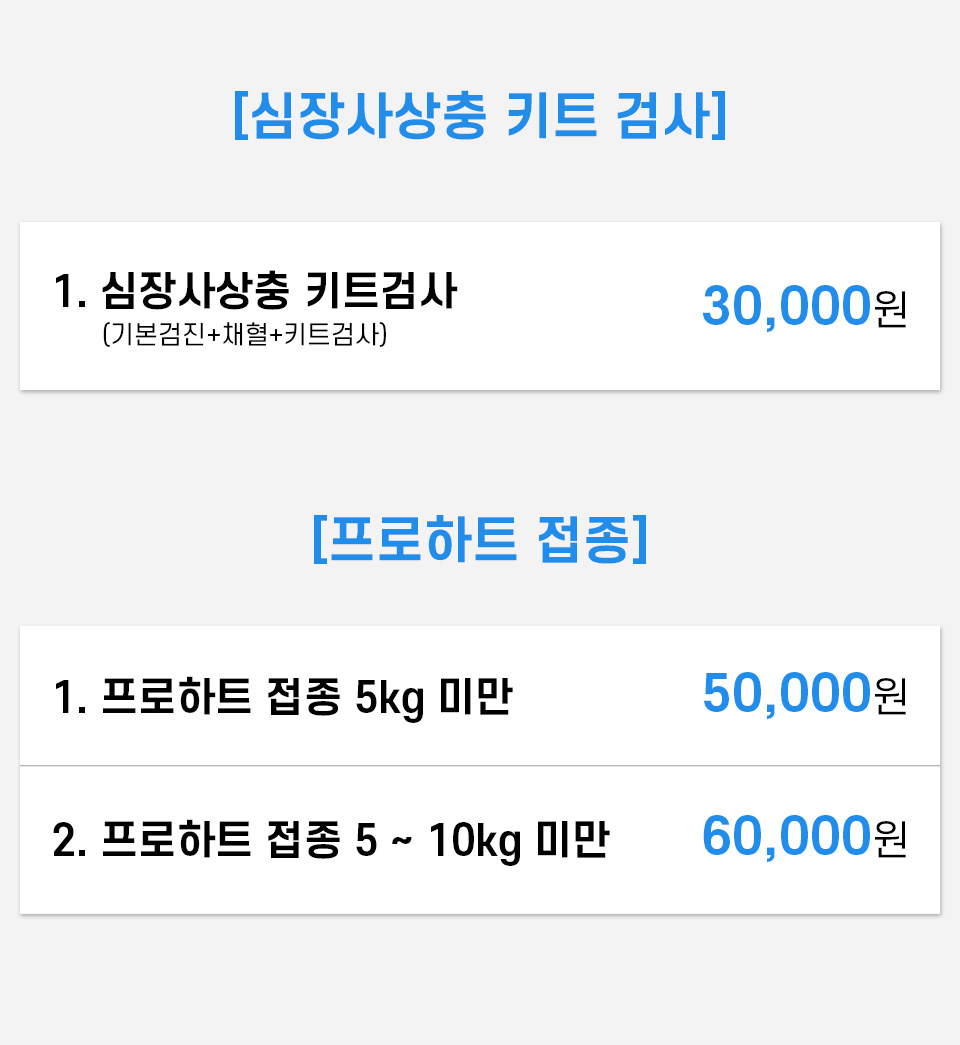 [심장사상충 키트 검사]
1. 심장사상충 키트검사
(기본검진+채혈+키트검사)
30,000원
[프로하트 접종]
1. 프로하트 접종 5kg 미만
50,000원
2. 프로하트 접종 5 ~ 10kg 미만
60,000원